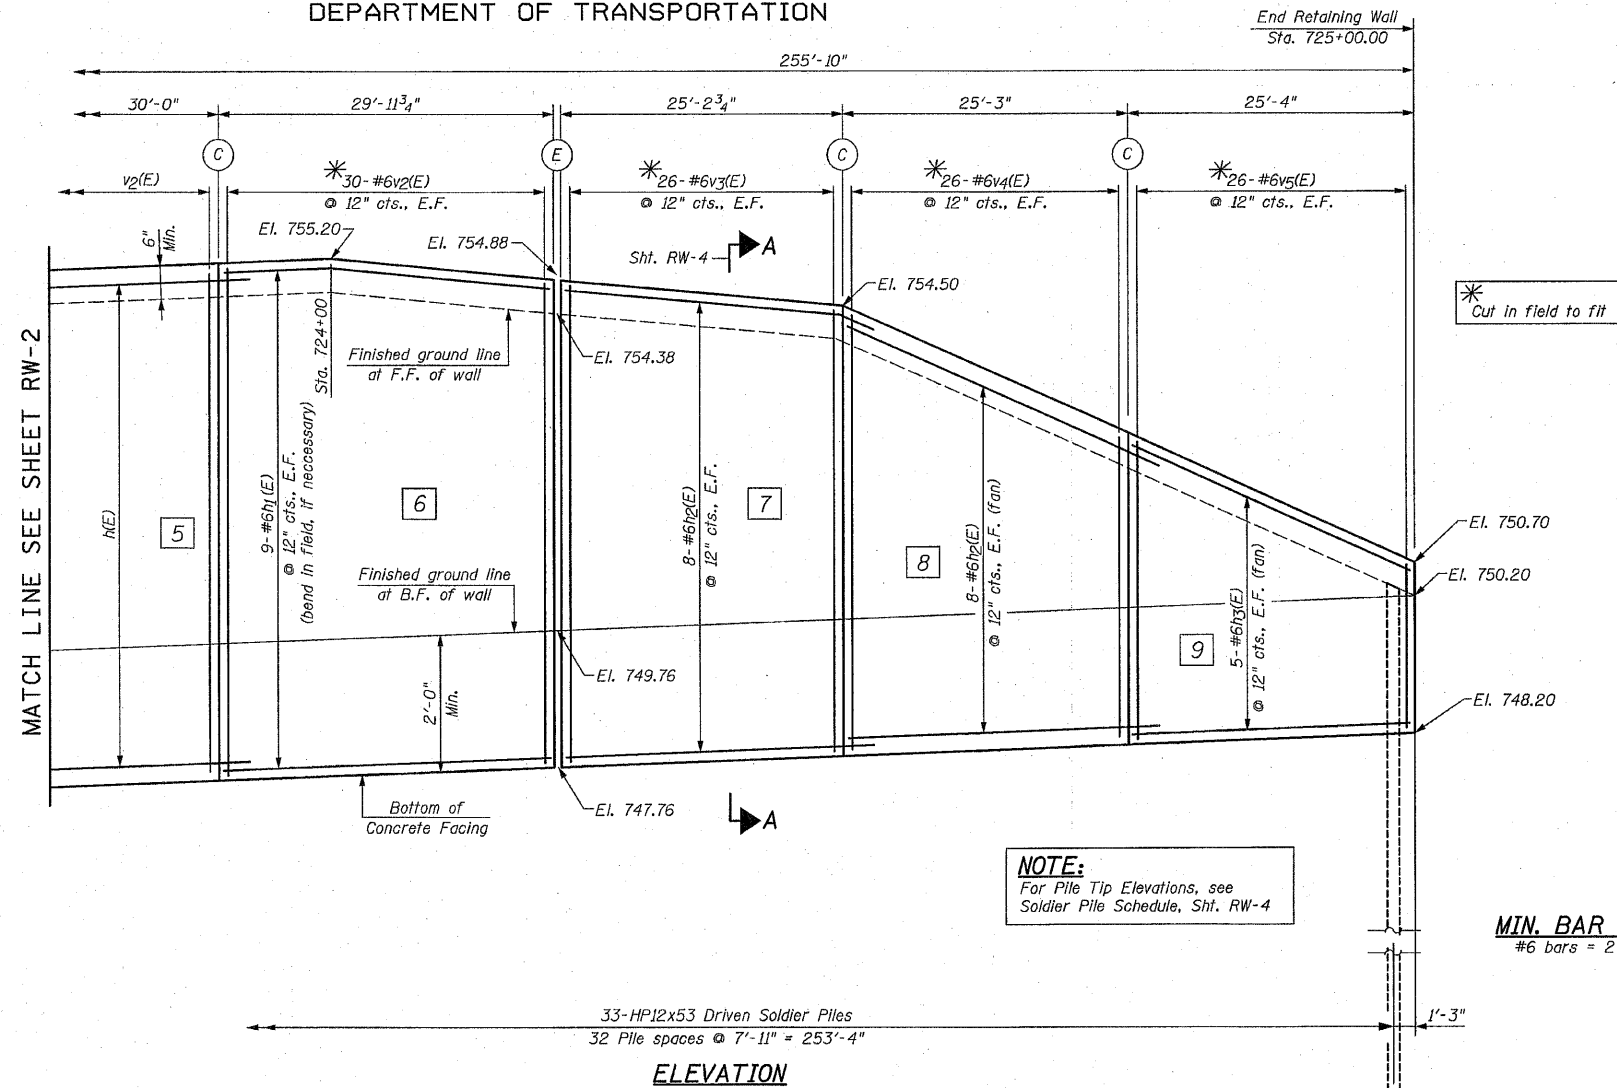 DEPARTMENT OF TRANSPORTATION
End Retaining Wall
Sta. 725+00.00
255'-10"
30'-0"
29'-11¾"
25'-2¾"
25'-3"
25'-4"
C
E
C
C
v2(E)
30-#6v2(E)
@ 12" cts., E.F.
26-#6v3(E)
@ 12" cts., E.F.
26-#6v4(E)
@ 12" cts., E.F.
26-#6v5(E)
@ 12" cts., E.F.
6"
Min.
El. 755.20
El. 754.88
Sht. RW-4
A
El. 754.50
*
Cut in field to fit
MATCH LINE SEE SHEET RW-2
Sta. 724+00
Finished ground line
at F.F. of wall
El. 754.38
h(E)
5
9-#6h1(E)
@ 12" cts., E.F.
(bend in field, if neccessary)
6
8-#6h2(E)
@ 12" cts., E.F.
7
8
8-#6h2(E)
@ 12" cts., E.F. (fan)
9
5-#6h3(E)
@ 12" cts., E.F. (fan)
El. 750.70
El. 750.20
Finished ground line
at B.F. of wall
2'-0"
Min.
El. 749.76
El. 748.20
El. 747.76
Bottom of
Concrete Facing
A
NOTE:
For Pile Tip Elevations, see
Soldier Pile Schedule, Sht. RW-4
MIN. BAR
#6 bars = 2
33-HP12x53 Driven Soldier Piles
32 Pile spaces @ 7'-11" = 253'-4"
1'-3"
ELEVATION